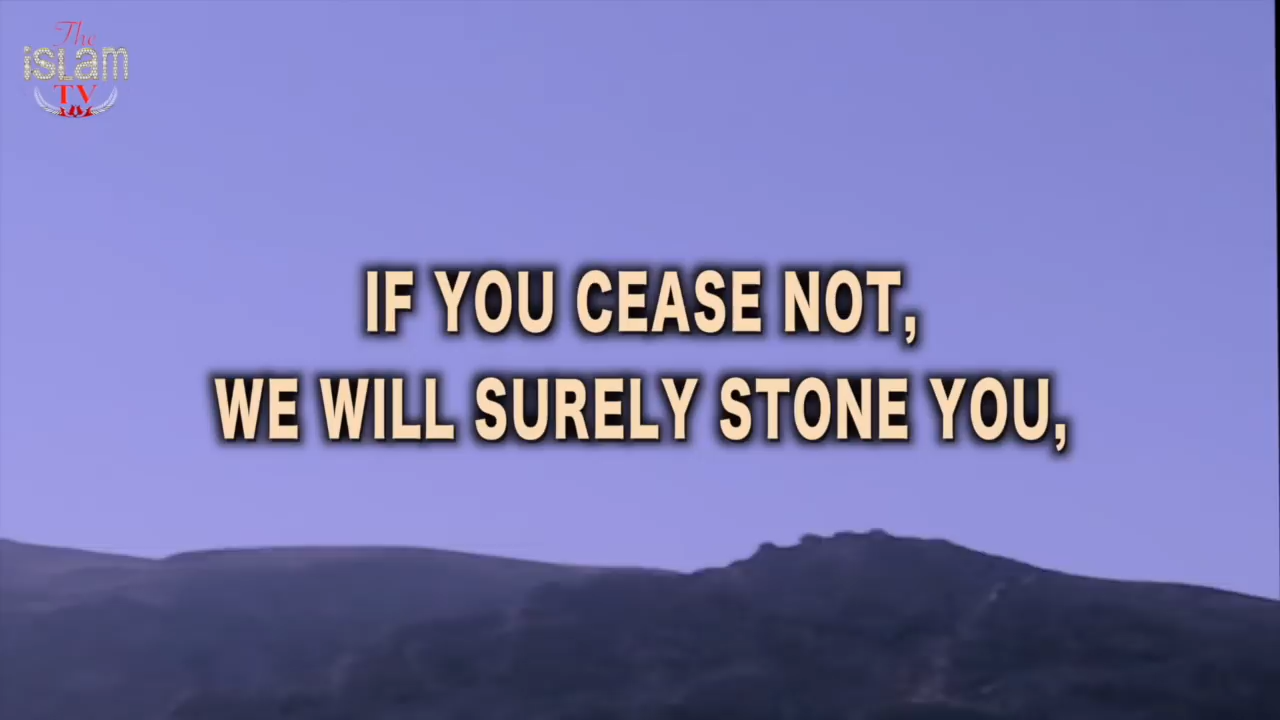 The
iSLAM
TV
IF YOU CEASE NOT,
WE WILL SURELY STONE YOU,